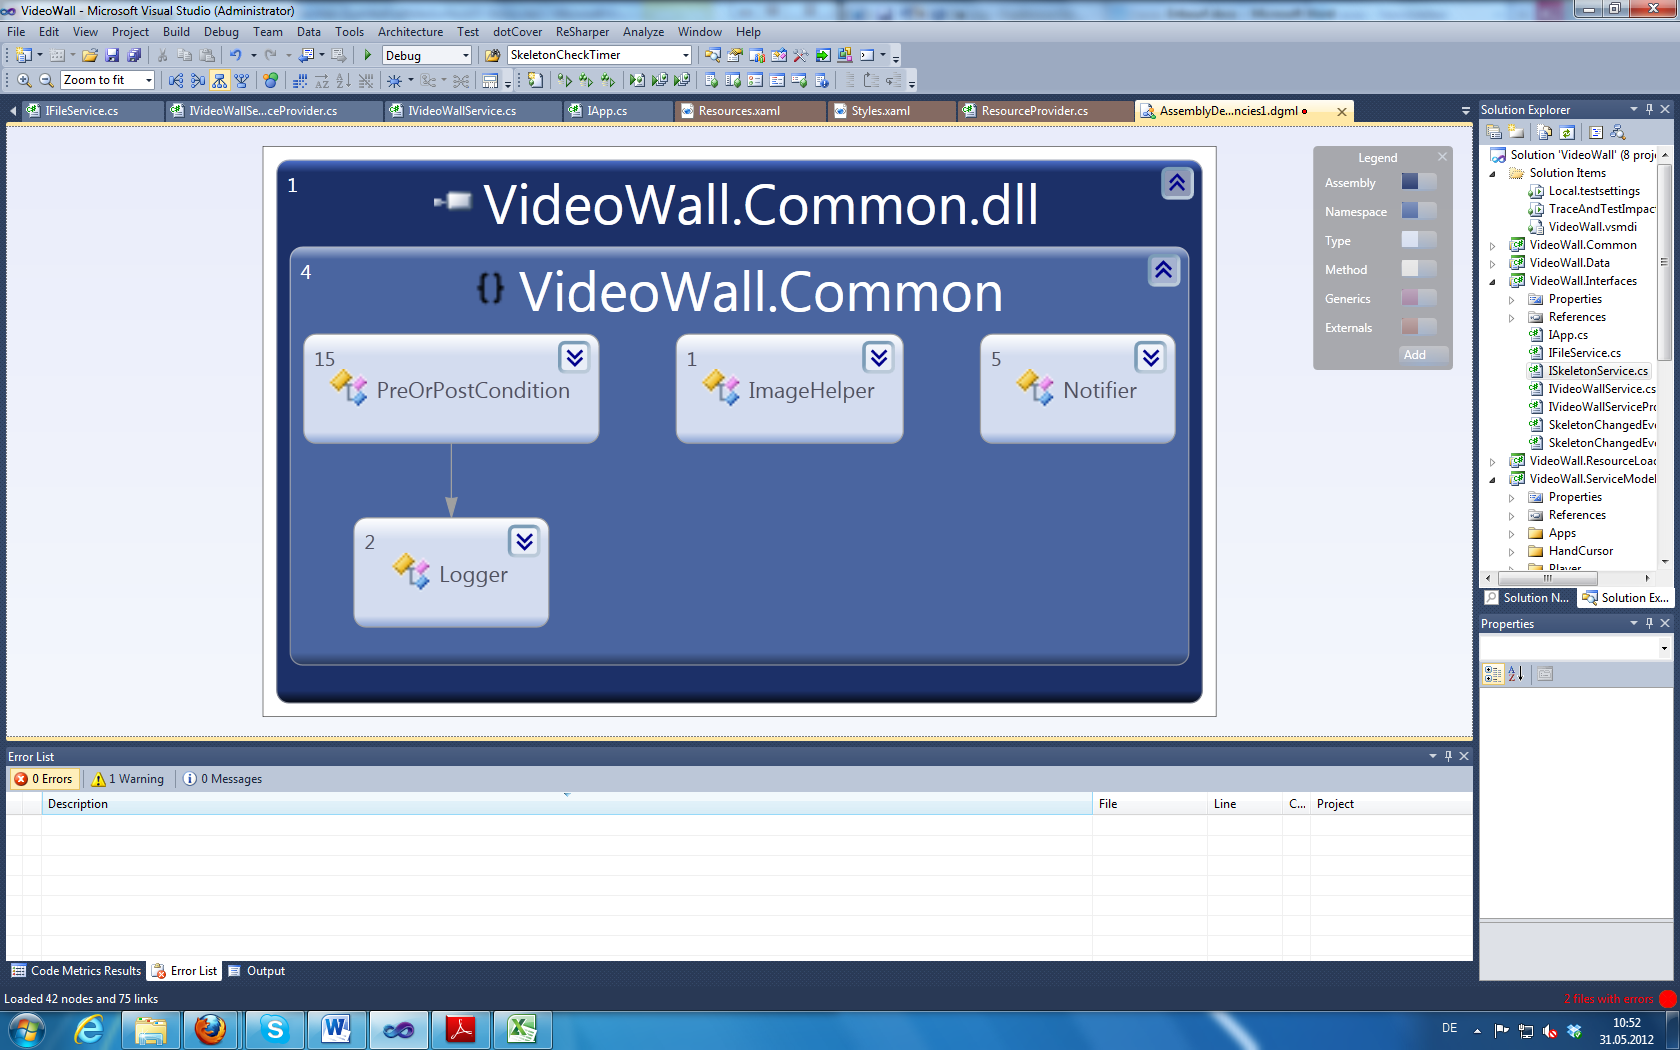 VideoWall - Microsoft Visual Studio (Administrator)
File Edit View Project Build Debug Team Data Tools Architecture Test dotCover ReSharper Analyze Window Help
Debug SkeletonCheckTimer
Zoom to fit
IFileService.cs IVideoWallSe...ceProvider.cs IVideoWallService.cs IApp.cs Resources.xaml Styles.xaml ResourceProvider.cs AssemblyDe...ncies1.dgml
1 VideoWall.Common.dll
4 {} VideoWall.Common
15 PreOrPostCondition
1 ImageHelper
5 Notifier
2 Logger
Legend
Assembly
Namespace
Type
Method
Generics
Externals
Add
Solution Explorer
Solution 'VideoWall' (8 proj
Solution Items
Local.testsettings
TraceAndTestImpac
VideoWall.vsmdi
VideoWall.Common
VideoWall.Data
VideoWall.Interfaces
Properties
References
IApp.cs
IFileService.cs
ISkeletonService.cs
IVideoWallService.cs
IVideoWallServicePro
SkeletonChangedEve
SkeletonChangedEve
VideoWall.ResourceLoad
VideoWall.ServiceModel
Properties
References
Apps
HandCursor
Player
Solution N... Solution Ex...
Properties
Error List
0 Errors 1 Warning 0 Messages
Description File Line C... Project
Code Metrics Results Error List Output
Loaded 42 nodes and 75 links
2 files with errors
DE
10:52
31.05.2012